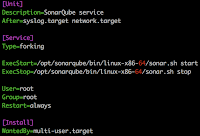 [Unit]
Description=SonarQube service
After=syslog.target network.target
[Service]
Type=forking
ExecStart=/opt/sonarqube/bin/linux-x86-64/sonar.sh start
ExecStop=/opt/sonarqube/bin/linux-x86-64/sonar.sh stop
User=root
Group=root
Restart=always
[Install]
WantedBy=multi-user.target